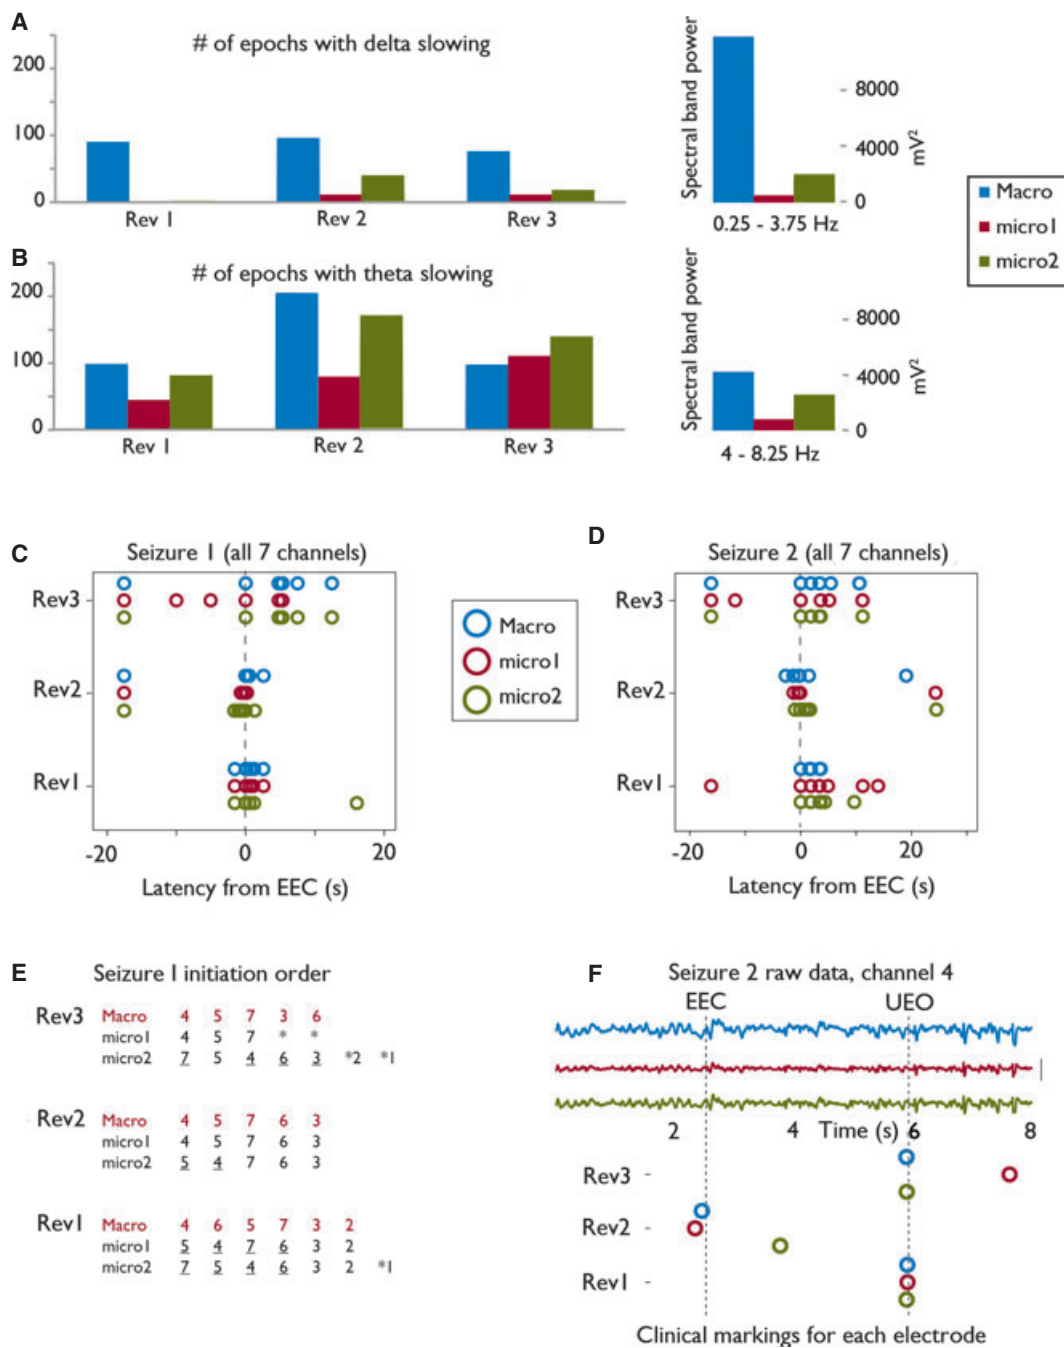 A
# of epochs with delta slowing
200
100
0
Rev 1
Rev 2
Rev 3
Spectral band power
8000
4000
0
mV²
0.25 - 3.75 Hz
Macro
micro1
micro2
B
# of epochs with theta slowing
200
100
0
Rev 1
Rev 2
Rev 3
Spectral band power
8000
4000
0
mV²
4 - 8.25 Hz
C
Seizure 1 (all 7 channels)
Rev3
Rev2
Rev1
-20
0
20
Latency from EEC (s)
Macro
micro1
micro2
D
Seizure 2 (all 7 channels)
Rev3
Rev2
Rev1
-20
0
20
Latency from EEC (s)
E
Seizure 1 initiation order
Rev3 Macro 4 5 7 3 6
micro1 4 5 7 * *
micro2 7 5 4 6 3 *2 *1
Rev2 Macro 4 5 7 6 3
micro1 4 5 7 6 3
micro2 5 4 7 6 3
Rev1 Macro 4 6 5 7 3 2
micro1 5 4 7 6 3 2
micro2 7 5 4 6 3 2 *1
F
Seizure 2 raw data, channel 4
EEC
UEO
2 4 Time (s) 6 8
Rev3 -
Rev2 -
Rev1 -
Clinical markings for each electrode